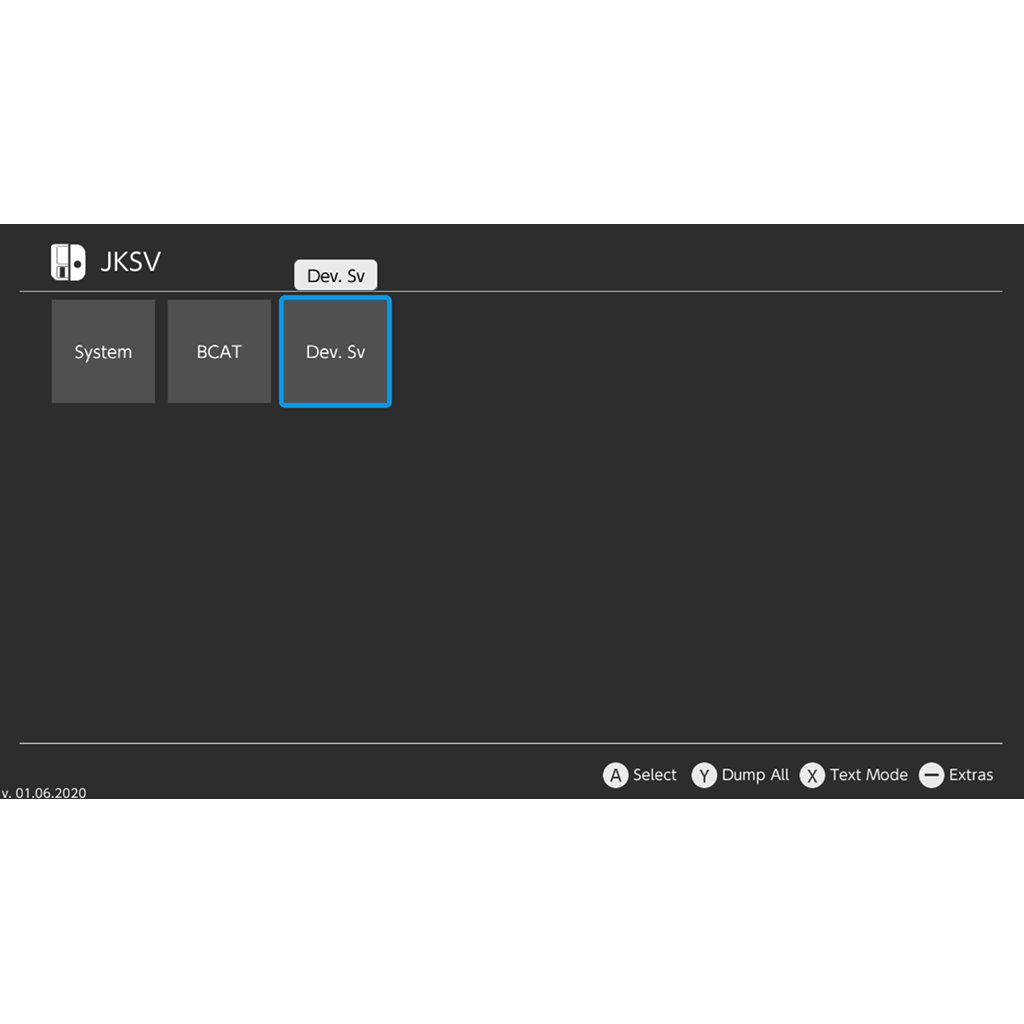 JKSV
Dev. Sv
System BCAT Dev. Sv
A Select Y Dump All X Text Mode Extras
v. 01.06.2020